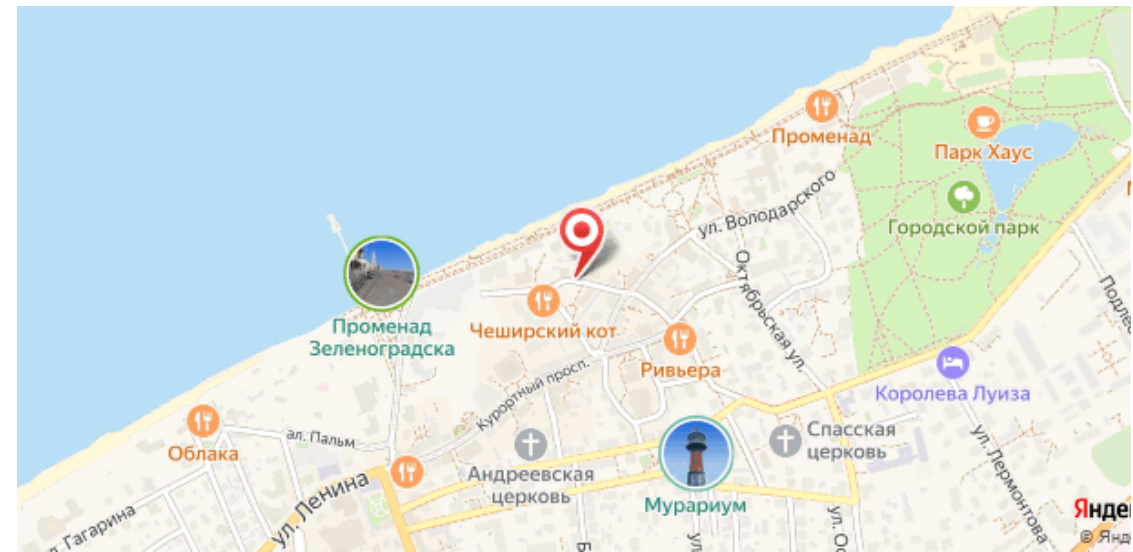 Променад
Парк Хаус
ул. Володарского
Городской парк
Октябрьская ул.
Променад
Зеленоградска
Чеширский кот
Ривьера
Курортный просп.
Королева Луиза
Облака
ал. Пальм
Спасская
церковь
Андреевская
церковь
Мурариум
ул. Ленина
Гагарина
ул. Лермонтова
ул.